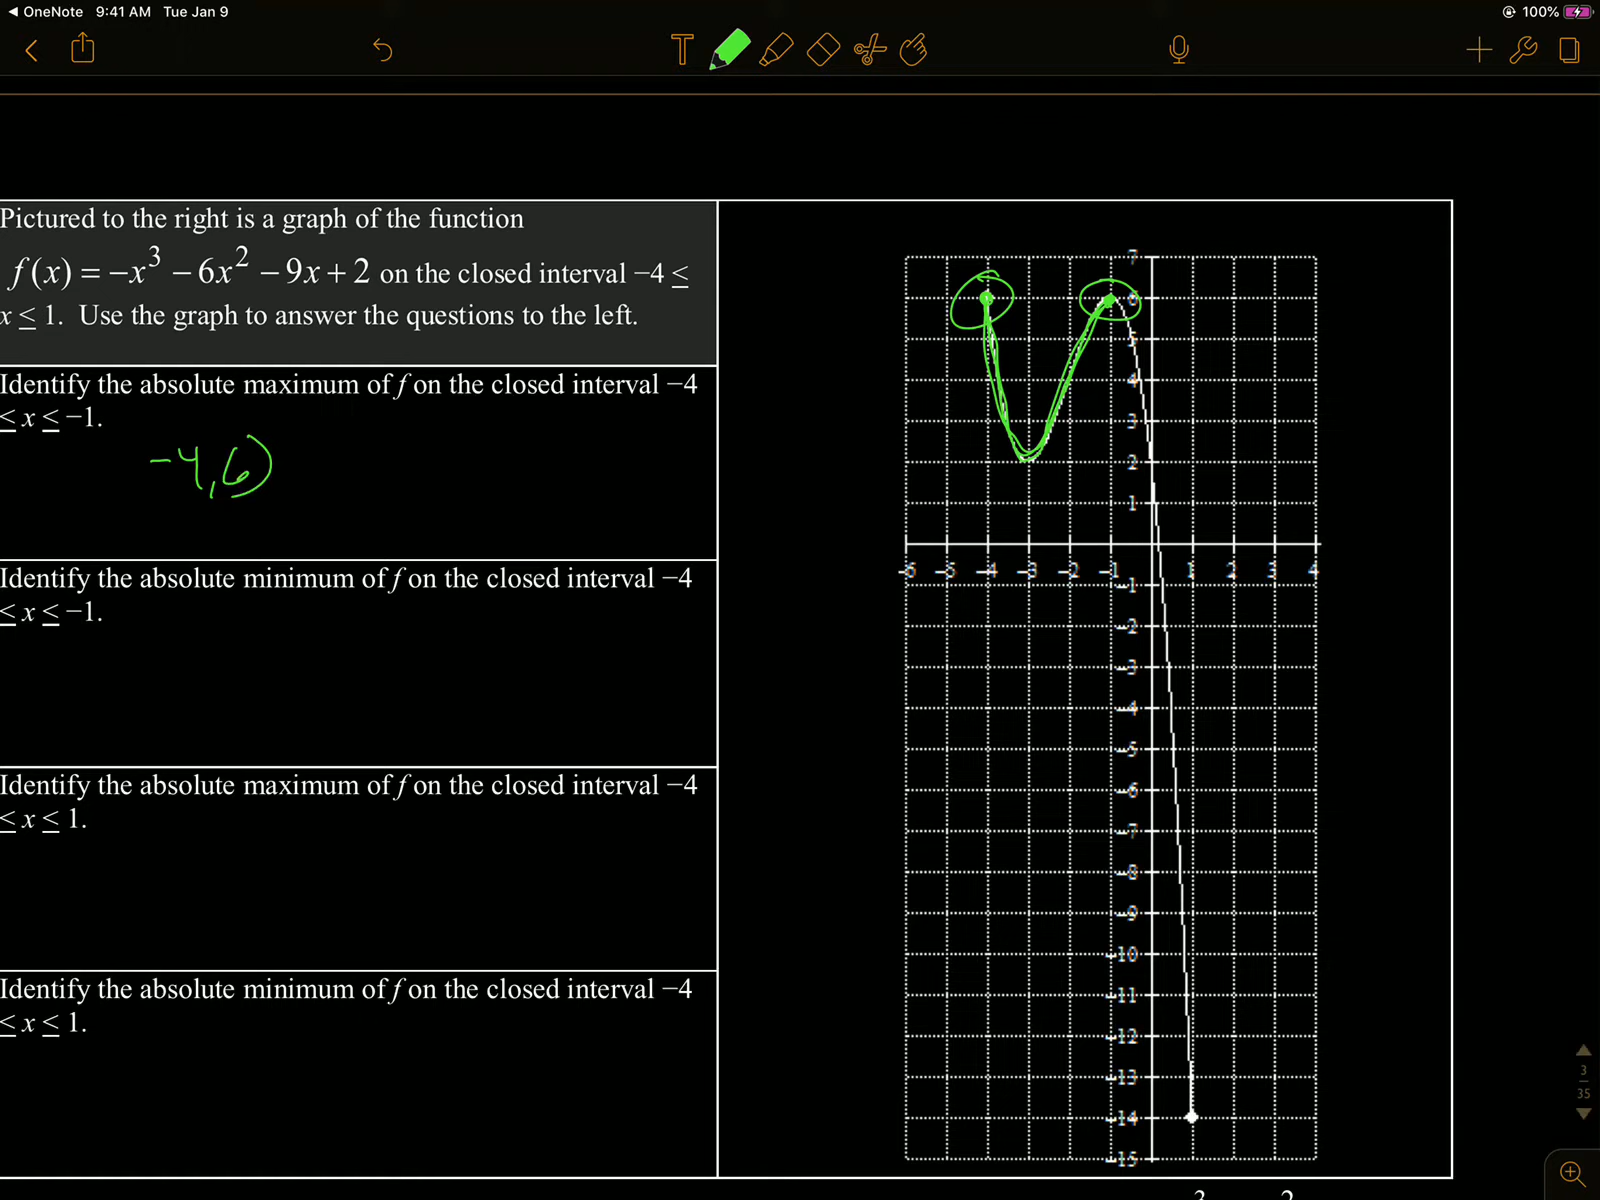 ◀ OneNote 9:41 AM Tue Jan 9
100%
T
Pictured to the right is a graph of the function
f(x) = −x³ − 6x² − 9x + 2 on the closed interval −4 ≤
x ≤ 1. Use the graph to answer the questions to the left.
Identify the absolute maximum of f on the closed interval −4
≤ x ≤ −1.
−4,6)
Identify the absolute minimum of f on the closed interval −4
≤ x ≤ −1.
Identify the absolute maximum of f on the closed interval −4
≤ x ≤ 1.
Identify the absolute minimum of f on the closed interval −4
≤ x ≤ 1.
7
6
5
4
3
2
1
-6 -5 -4 -3 -2 -1 1 2 3 4
-1
-2
-3
-4
-5
-6
-7
-8
-9
-10
-11
-12
-13
-14
-15
3
35
3 2